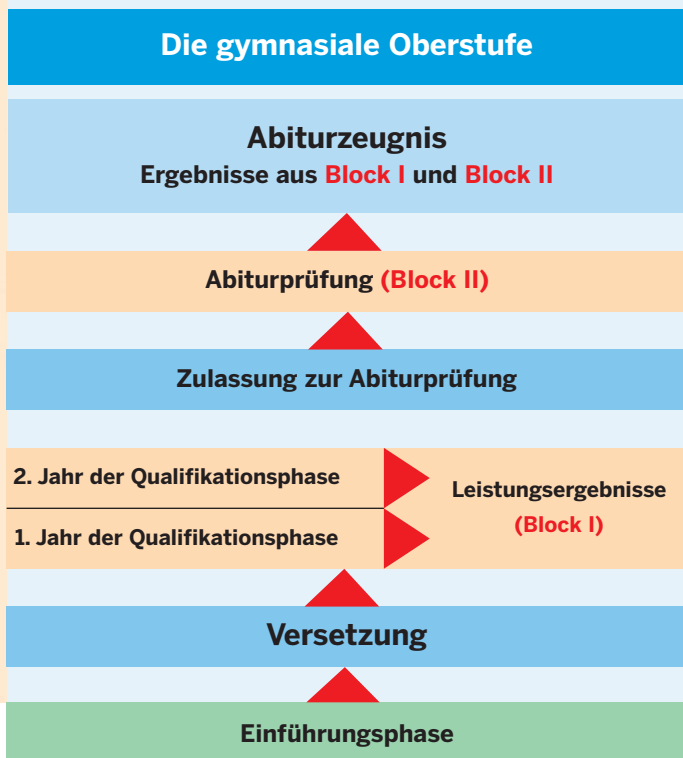 Die gymnasiale Oberstufe
Abiturzeugnis
Ergebnisse aus Block I und Block II
Abiturprüfung (Block II)
Zulassung zur Abiturprüfung
2. Jahr der Qualifikationsphase
1. Jahr der Qualifikationsphase
Leistungsergebnisse
(Block I)
Versetzung
Einführungsphase